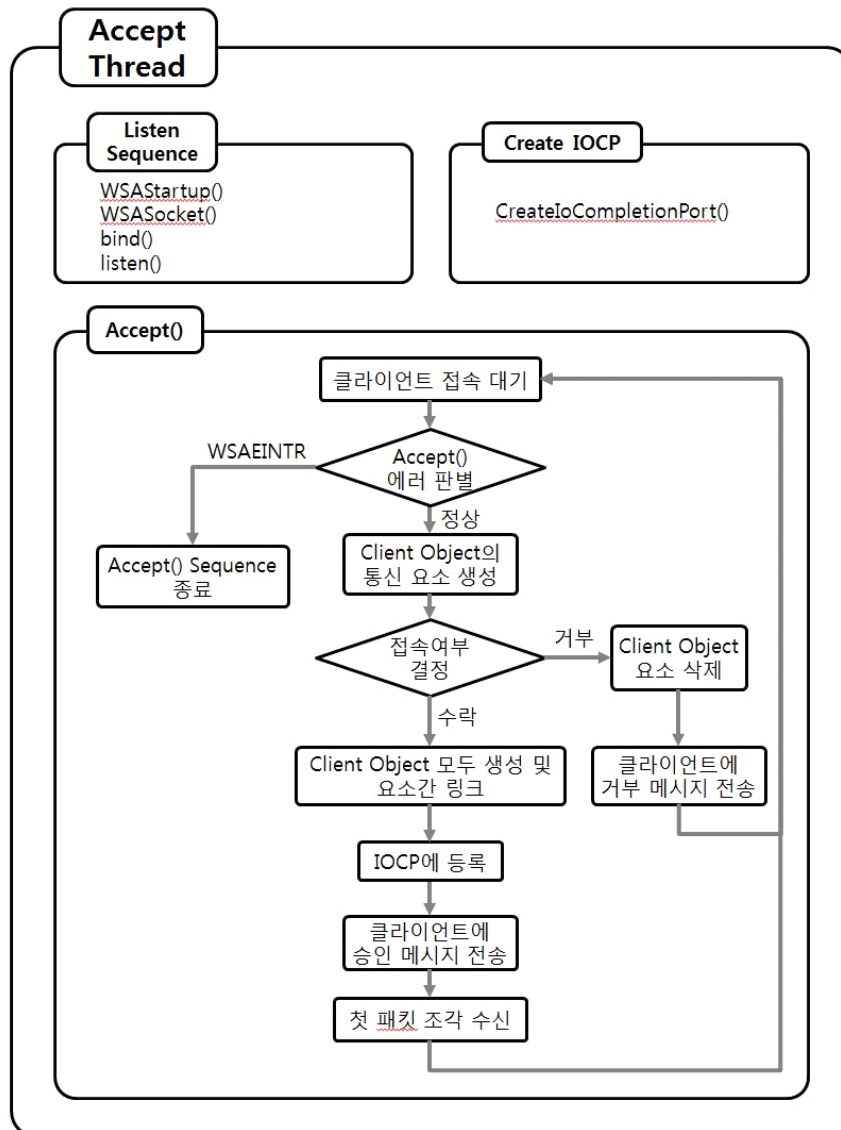 Accept
Thread
Listen
Sequence
WSAStartup()
WSASocket()
bind()
listen()
Create IOCP
CreateIoCompletionPort()
Accept()
클라이언트 접속 대기
WSAEINTR
Accept()
에러 판별
정상
Accept() Sequence
종료
Client Object의
통신 요소 생성
접속여부
결정
거부
Client Object
요소 삭제
수락
Client Object 모두 생성 및
요소간 링크
클라이언트에
거부 메시지 전송
IOCP에 등록
클라이언트에
승인 메시지 전송
첫 패킷 조각 수신